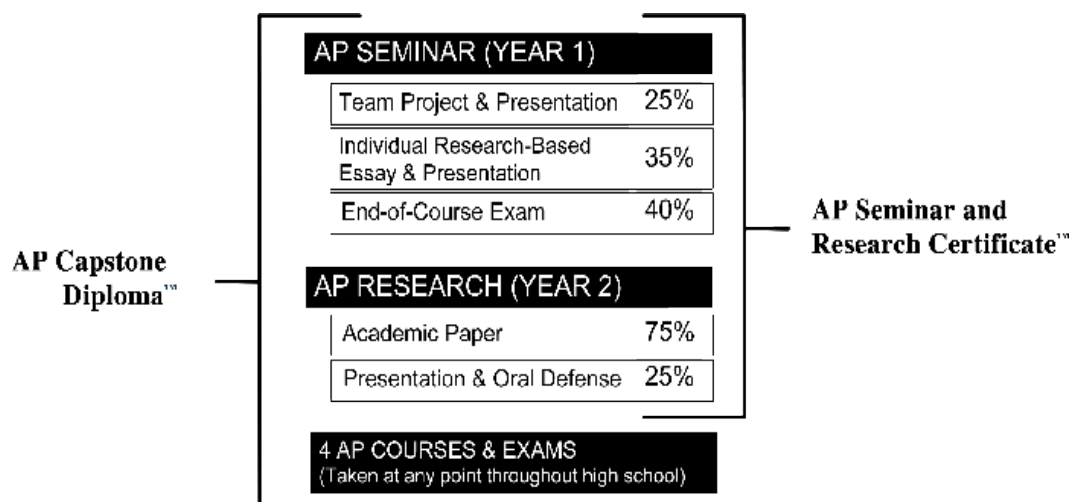 AP SEMINAR (YEAR 1)
Team Project & Presentation 25%
Individual Research-Based
Essay & Presentation 35%
End-of-Course Exam 40%
AP Seminar and
Research Certificate™
AP Capstone
Diploma™
AP RESEARCH (YEAR 2)
Academic Paper 75%
Presentation & Oral Defense 25%
4 AP COURSES & EXAMS
(Taken at any point throughout high school)